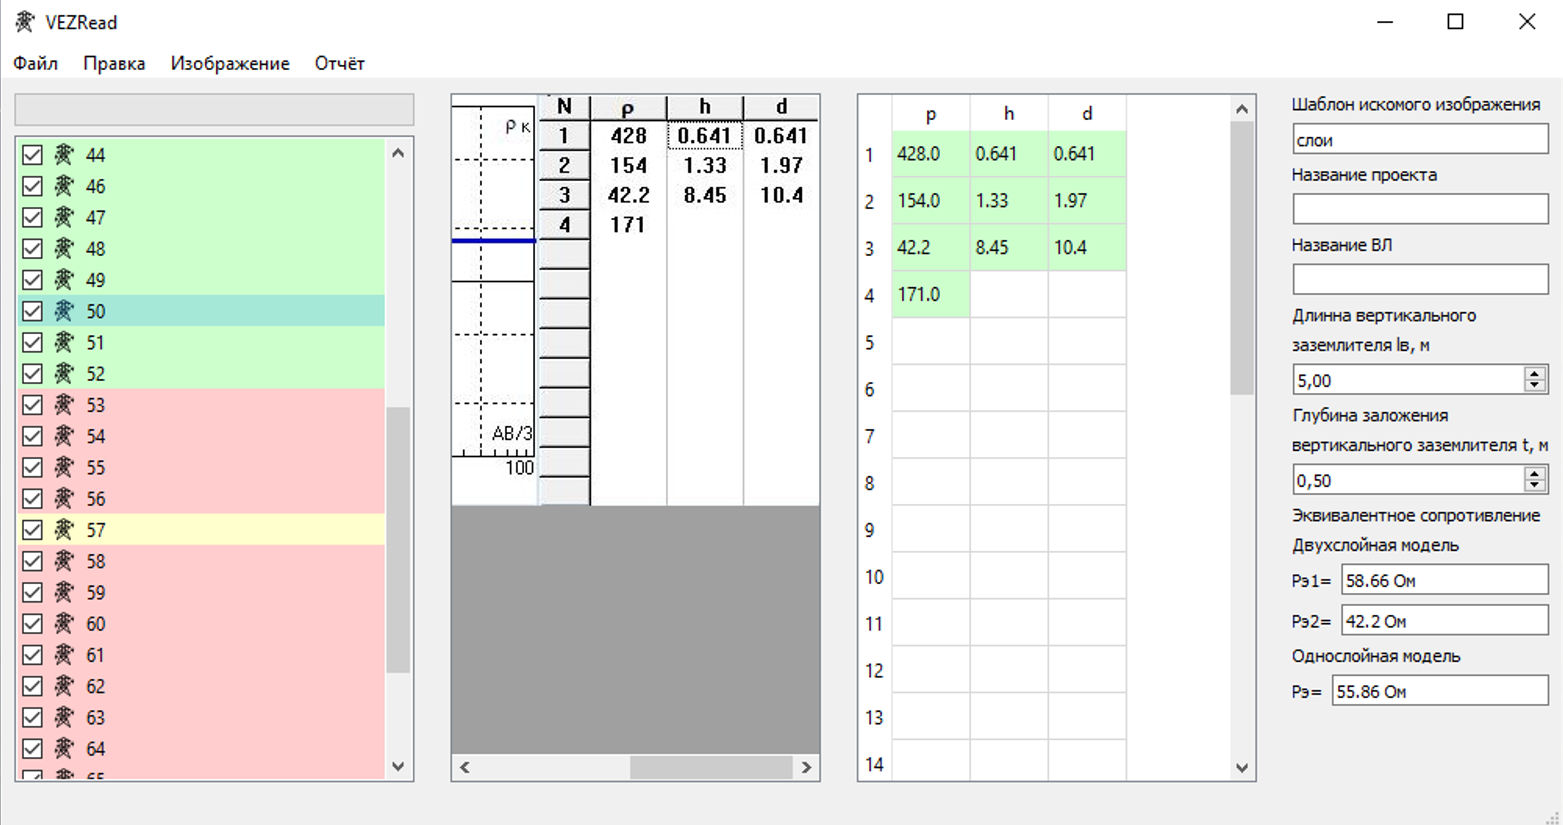 VEZRead
Файл Правка Изображение Отчёт
44
46
47
48
49
50
51
52
53
54
55
56
57
58
59
60
61
62
63
64
65
ρ к
AB/3
100
N ρ h d
1 428 0.641 0.641
2 154 1.33 1.97
3 42.2 8.45 10.4
4 171
p h d
1 428.0 0.641 0.641
2 154.0 1.33 1.97
3 42.2 8.45 10.4
4 171.0
5
6
7
8
9
10
11
12
13
14
Шаблон искомого изображения
слои
Название проекта
Название ВЛ
Длинна вертикального
заземлителя lв, м
5,00
Глубина заложения
вертикального заземлителя t, м
0,50
Эквивалентное сопротивление
Двухслойная модель
Рэ1= 58.66 Ом
Рэ2= 42.2 Ом
Однослойная модель
Рэ= 55.86 Ом